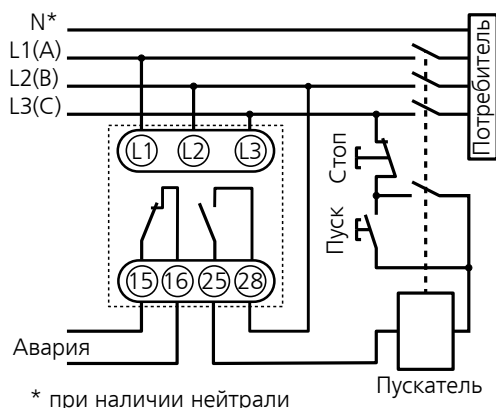 N*
L1(A)
L2(B)
L3(C)
Потребитель
L1 L2 L3
Стоп
Пуск
15 16 25 28
Авария
Пускатель
* при наличии нейтрали